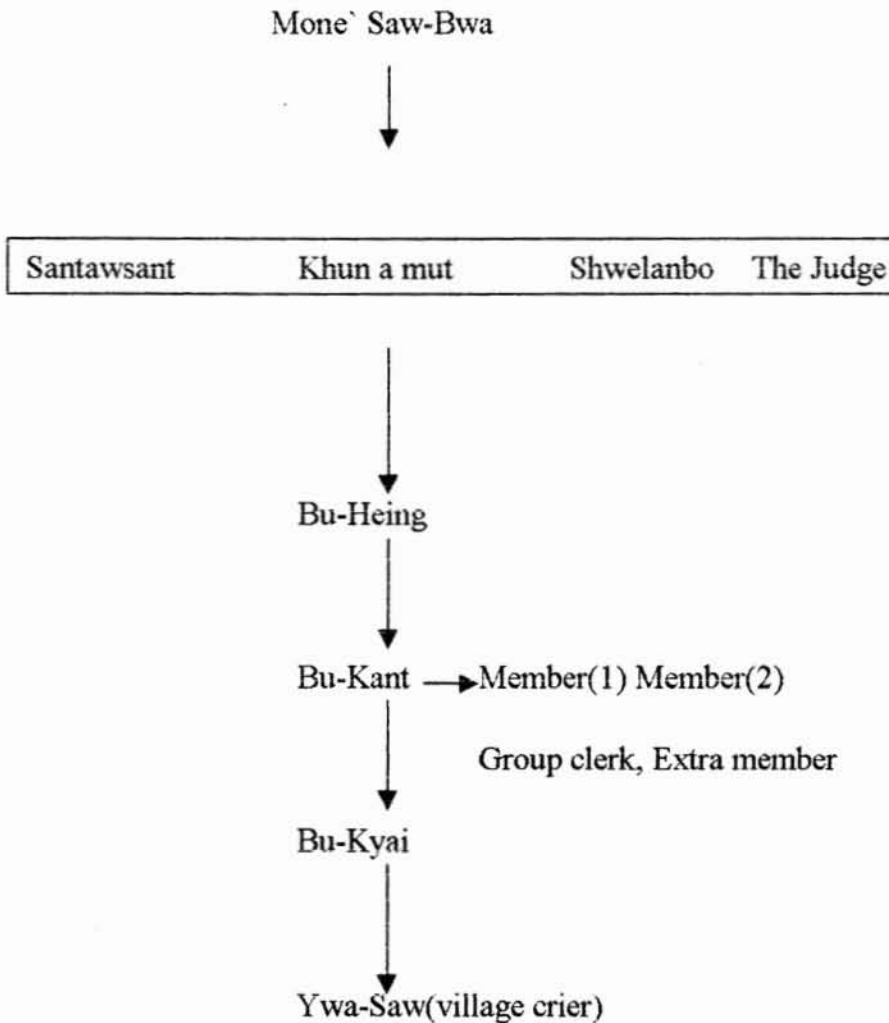 Mone` Saw-Bwa
Santawsant Khun a mut Shwelanbo The Judge
Bu-Heing
Bu-Kant Member(1) Member(2)
Group clerk, Extra member
Bu-Kyai
Ywa-Saw(village crier)